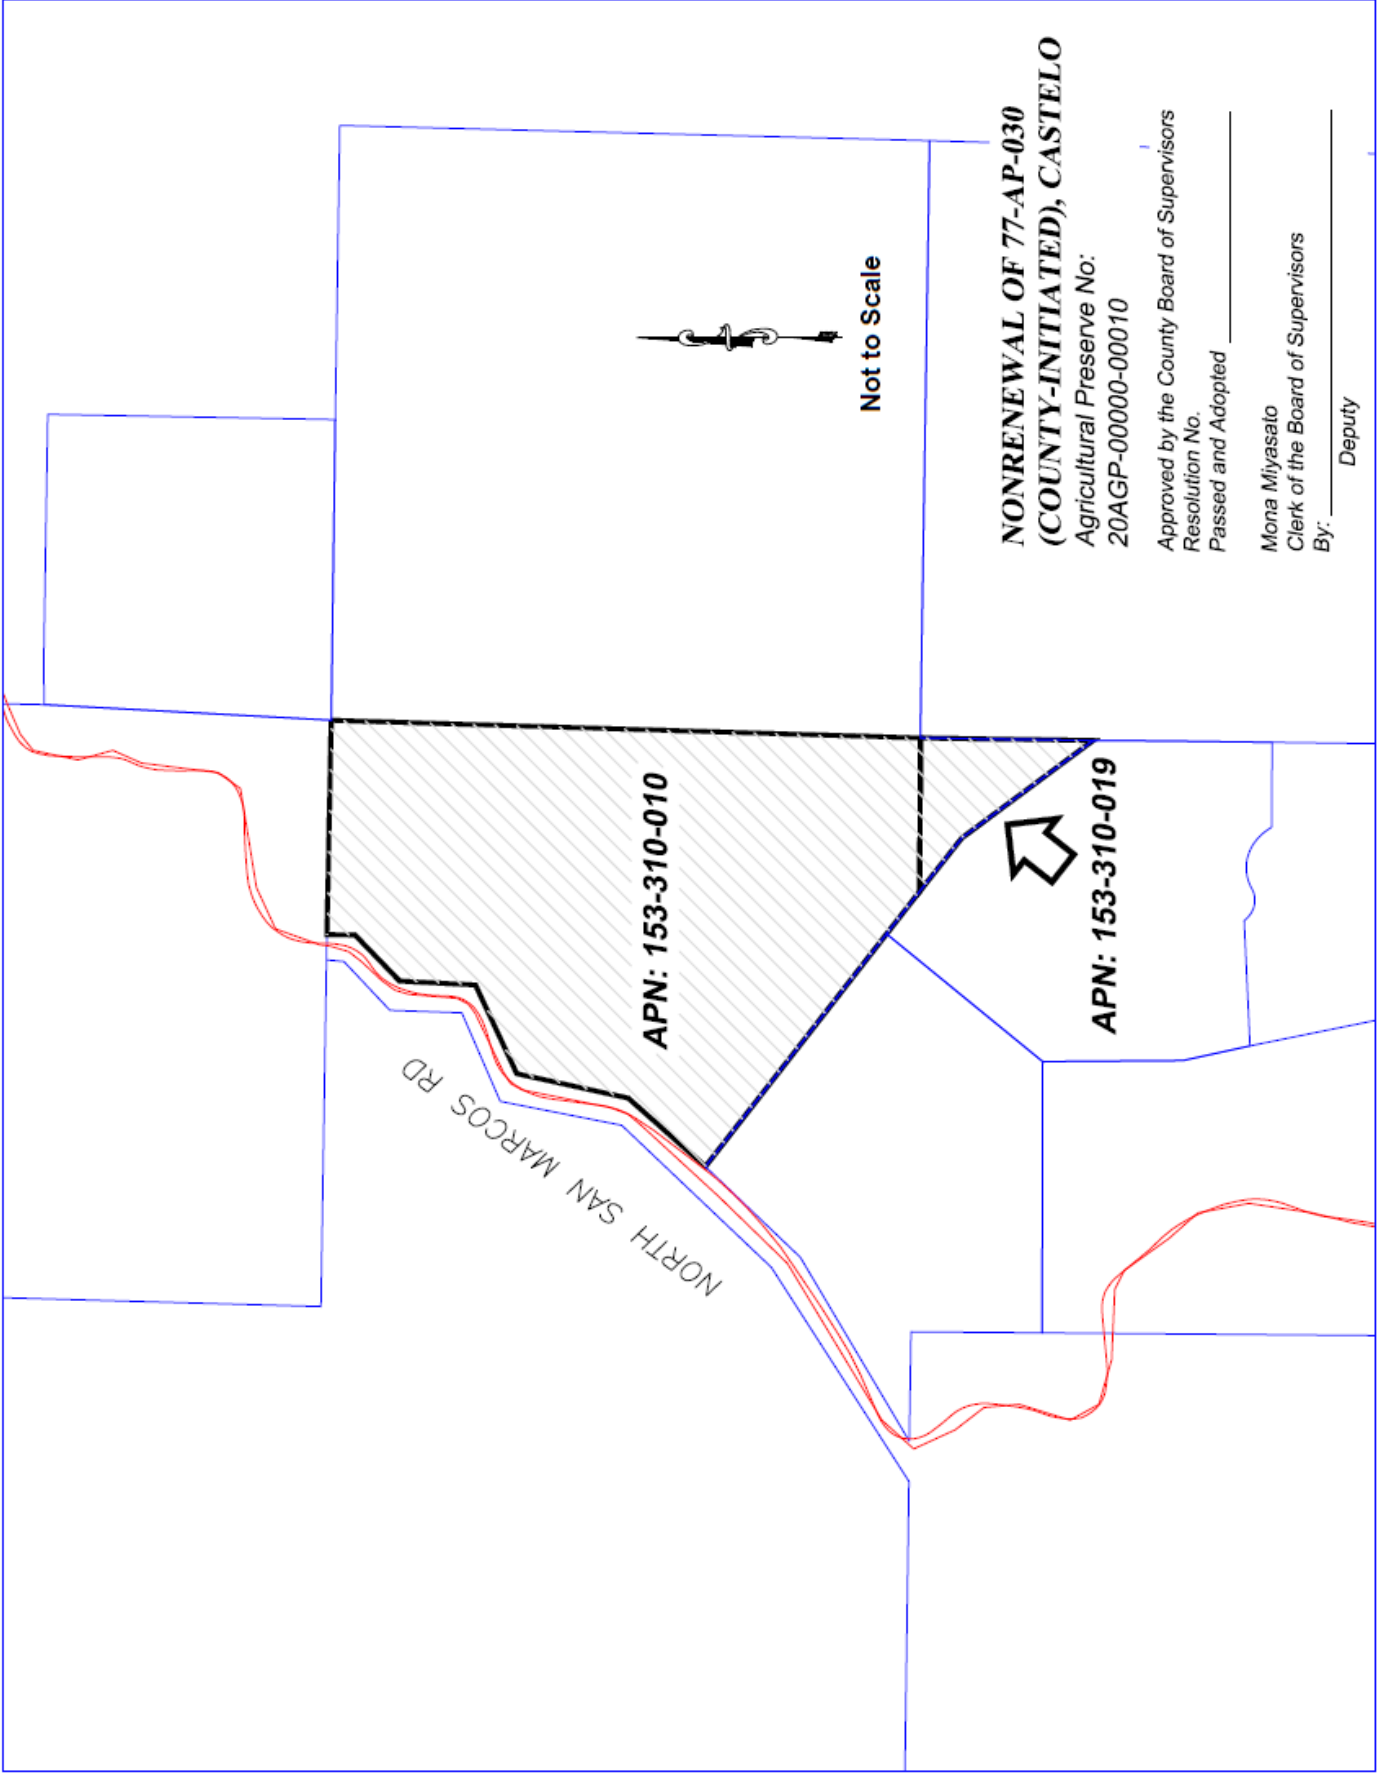 NORTH SAN MARCOS RD
APN: 153-310-010
APN: 153-310-019
Not to Scale
NONRENEWAL OF 77-AP-030
(COUNTY-INITIATED), CASTELO
Agricultural Preserve No:
20AGP-00000-00010
Approved by the County Board of Supervisors
Resolution No.
Passed and Adopted
Mona Miyasato
Clerk of the Board of Supervisors
By:
Deputy